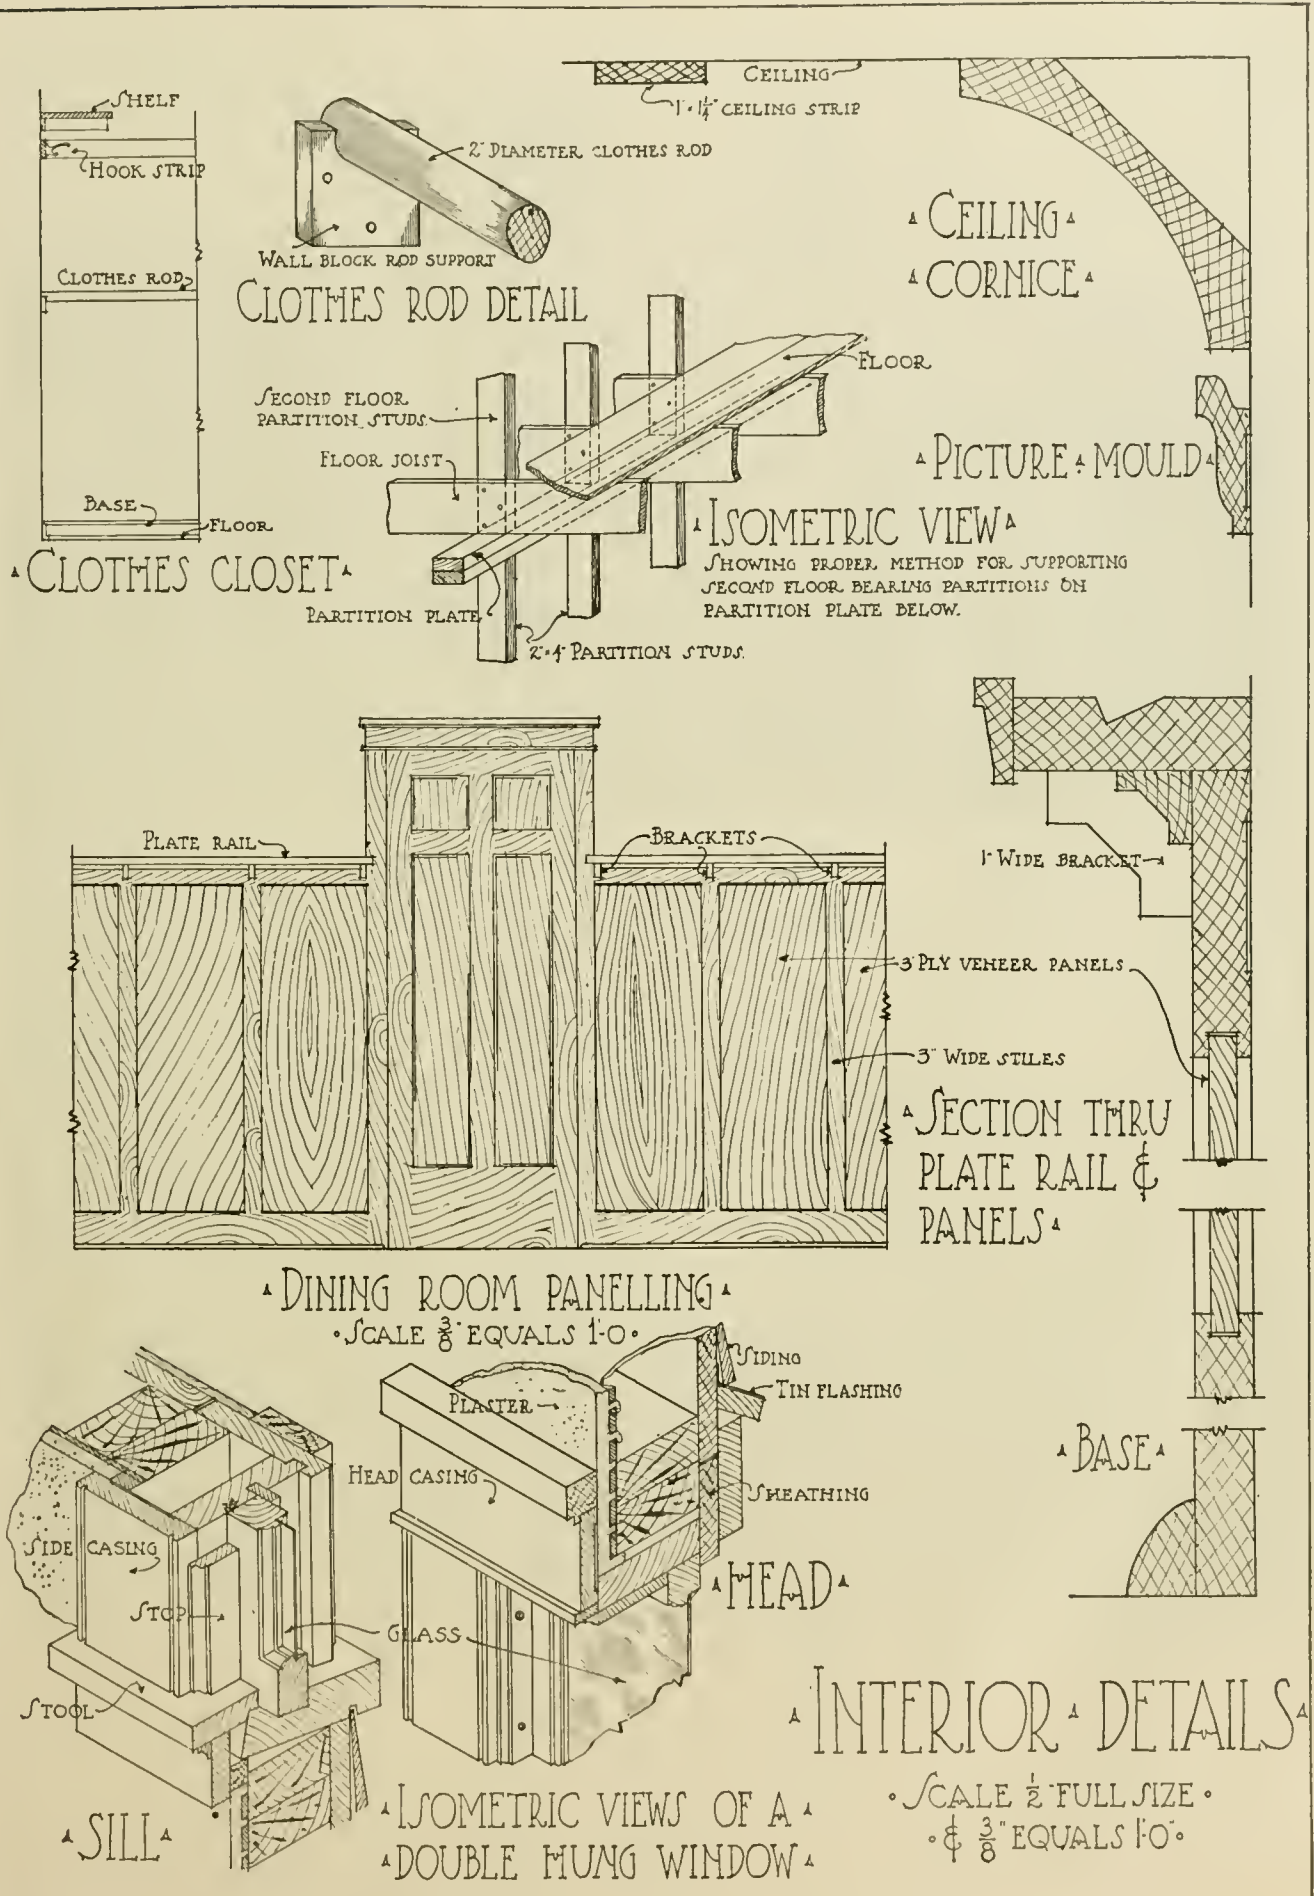 SHELF
HOOK STRIP
CLOTHES ROD
BASE
FLOOR
CLOTHES CLOSET
2" DIAMETER CLOTHES ROD
WALL BLOCK ROD SUPPORT
CLOTHES ROD DETAIL
CEILING
1"×1¼" CEILING STRIP
CEILING
CORNICE
PICTURE MOULD
SECOND FLOOR
PARTITION STUDS.
FLOOR JOIST
FLOOR
PARTITION PLATE
2"×4" PARTITION STUDS.
ISOMETRIC VIEW
SHOWING PROPER METHOD FOR SUPPORTING
SECOND FLOOR BEARING PARTITIONS ON
PARTITION PLATE BELOW.
PLATE RAIL
BRACKETS
1" WIDE BRACKET
3 PLY VENEER PANELS
3" WIDE STILES
SECTION THRU
PLATE RAIL &
PANELS
DINING ROOM PANELLING
SCALE 3/8" EQUALS 1'-0
BASE
SIDE CASING
STOP
STOOL
GLASS
SILL
PLASTER
HEAD CASING
SIDING
TIN FLASHING
SHEATHING
HEAD
ISOMETRIC VIEWS OF A
DOUBLE HUNG WINDOW
INTERIOR DETAILS
SCALE ½" FULL SIZE
& 3/8" EQUALS 1'-0"